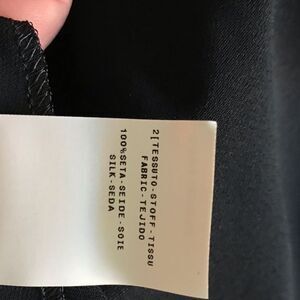 2[TESSUTO-STOFF-TISSU
FABRIC-TEJIDO
100%SETA-SEIDE-SOIE
SILK-SEDA